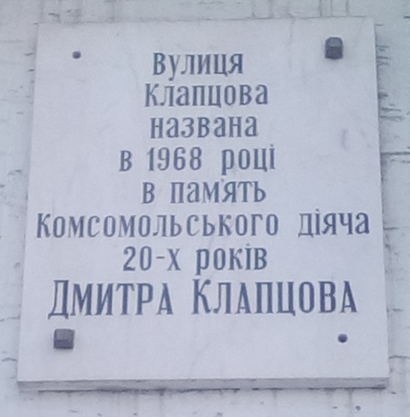 Вулиця
Клапцова
названа
в 1968 році
в пам'ять
комсомольського діяча
20-х років
Дмитра Клапцова